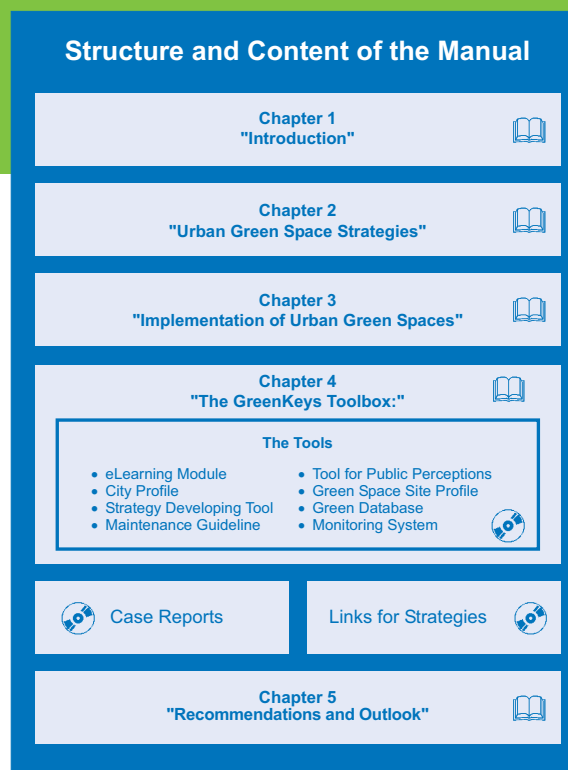 Structure and Content of the Manual
Chapter 1
"Introduction"
Chapter 2
"Urban Green Space Strategies"
Chapter 3
"Implementation of Urban Green Spaces"
Chapter 4
"The GreenKeys Toolbox:"
The Tools
• eLearning Module
• City Profile
• Strategy Developing Tool
• Maintenance Guideline
• Tool for Public Perceptions
• Green Space Site Profile
• Green Database
• Monitoring System
Case Reports
Links for Strategies
Chapter 5
"Recommendations and Outlook"